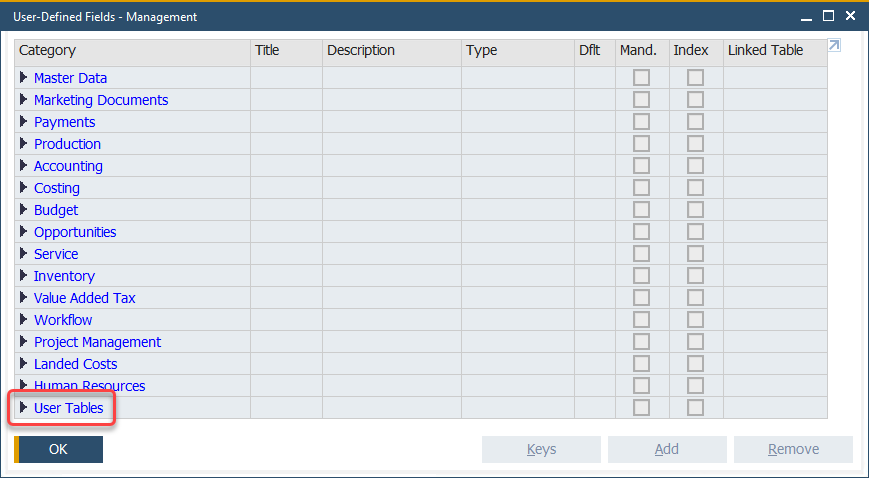 User-Defined Fields - Management
Category Title Description Type Dflt Mand. Index Linked Table
Master Data
Marketing Documents
Payments
Production
Accounting
Costing
Budget
Opportunities
Service
Inventory
Value Added Tax
Workflow
Project Management
Landed Costs
Human Resources
User Tables
OK Keys Add Remove